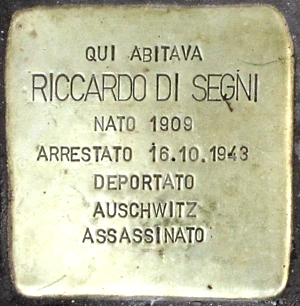 QUI ABITAVA
RICCARDO DI SEGNI
NATO 1909
ARRESTATO 16.10.1943
DEPORTATO
AUSCHWITZ
ASSASSINATO